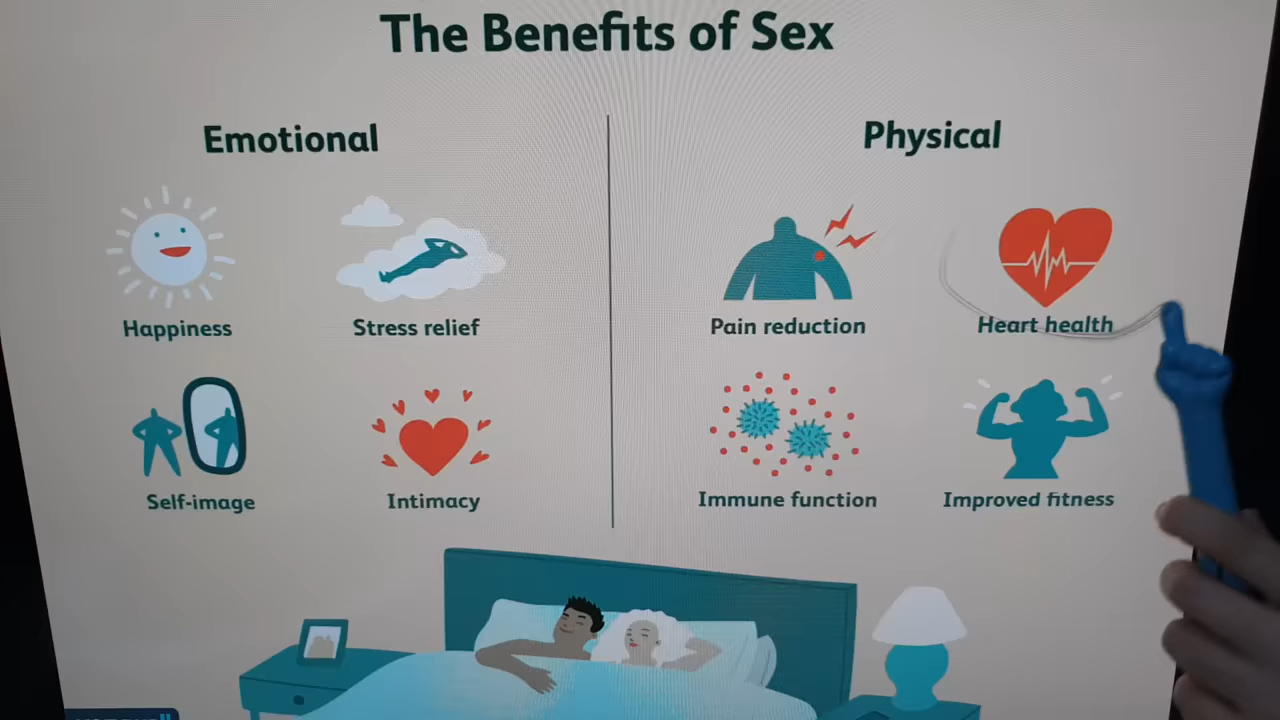 The Benefits of Sex
Emotional
Physical
Happiness
Stress relief
Pain reduction
Heart health
Self-image
Intimacy
Immune function
Improved fitness